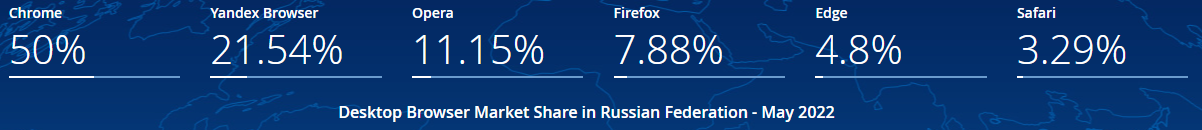 Chrome Yandex Browser Opera Firefox Edge Safari
50% 21.54% 11.15% 7.88% 4.8% 3.29%
Desktop Browser Market Share in Russian Federation - May 2022